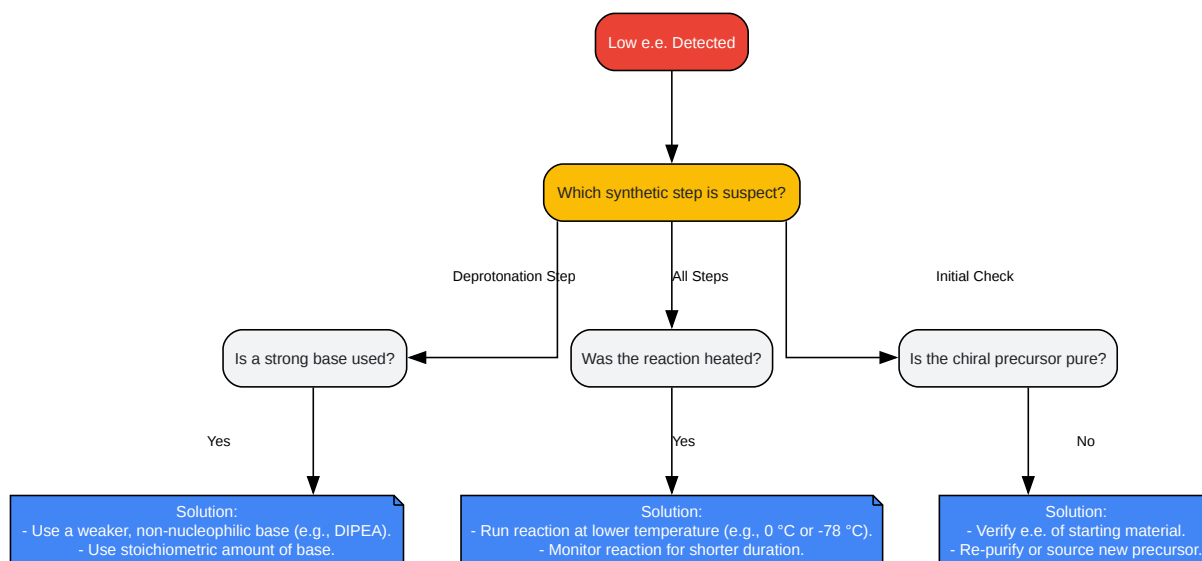 Low e.e. Detected
Which synthetic step is suspect?
Deprotonation Step
All Steps
Initial Check
Is a strong base used?
Was the reaction heated?
Is the chiral precursor pure?
Yes
Yes
No
Solution:
- Use a weaker, non-nucleophilic base (e.g., DIPEA).
- Use stoichiometric amount of base.
Solution:
- Run reaction at lower temperature (e.g., 0 °C or -78 °C).
- Monitor reaction for shorter duration.
Solution:
- Verify e.e. of starting material.
- Re-purify or source new precursor.